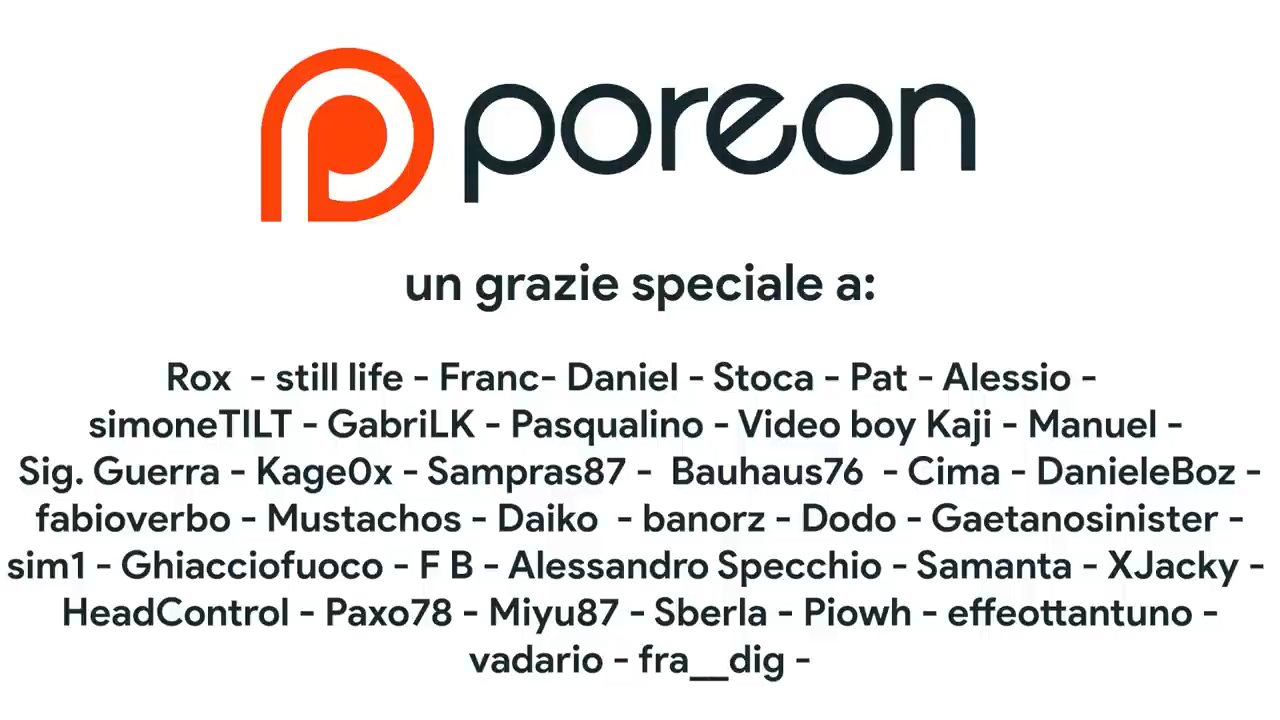 poreon
un grazie speciale a:
Rox - still life - Franc- Daniel - Stoca - Pat - Alessio -
simoneTILT - GabriLK - Pasqualino - Video boy Kaji - Manuel -
Sig. Guerra - Kage0x - Sampras87 - Bauhaus76 - Cima - DanieleBoz -
fabioverbo - Mustachos - Daiko - banorz - Dodo - Gaetanosinister -
sim1 - Ghiacciofuoco - F B - Alessandro Specchio - Samanta - XJacky -
HeadControl - Paxo78 - Miyu87 - Sberla - Piowh - effeottantuno -
vadario - fra__dig -